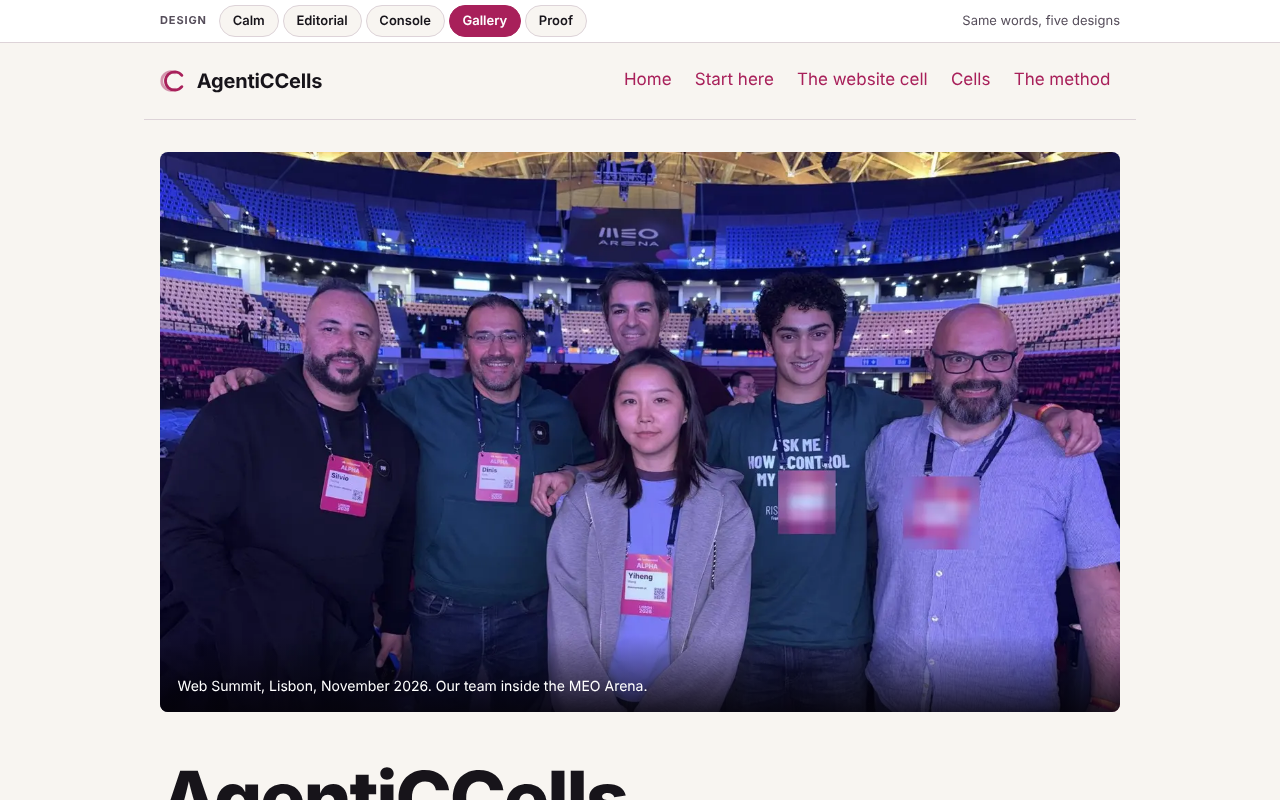 DESIGN
Calm
Editorial
Console
Gallery
Proof
Same words, five designs
AgentiCCells
Home
Start here
The website cell
Cells
The method
MEO
ARENA
ASK ME
HOW CONTROL
MY
ALPHA
Silvio
Dinis
ALPHA
Yiheng
Web Summit, Lisbon, November 2026. Our team inside the MEO Arena.
AgentiCCells